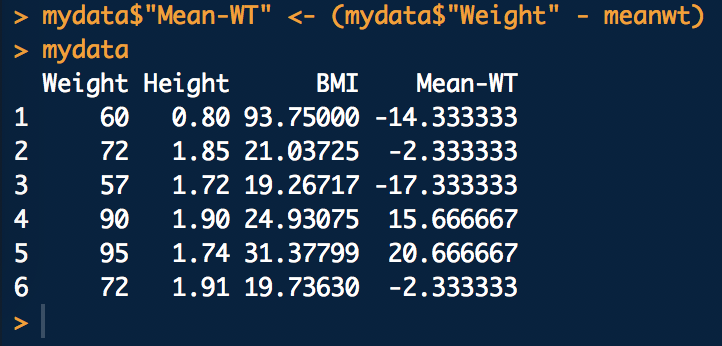 > mydata$"Mean-WT" <- (mydata$"Weight" - meanwt)
> mydata
  Weight Height      BMI    Mean-WT
1     60   0.80 93.75000 -14.333333
2     72   1.85 21.03725  -2.333333
3     57   1.72 19.26717 -17.333333
4     90   1.90 24.93075  15.666667
5     95   1.74 31.37799  20.666667
6     72   1.91 19.73630  -2.333333
>